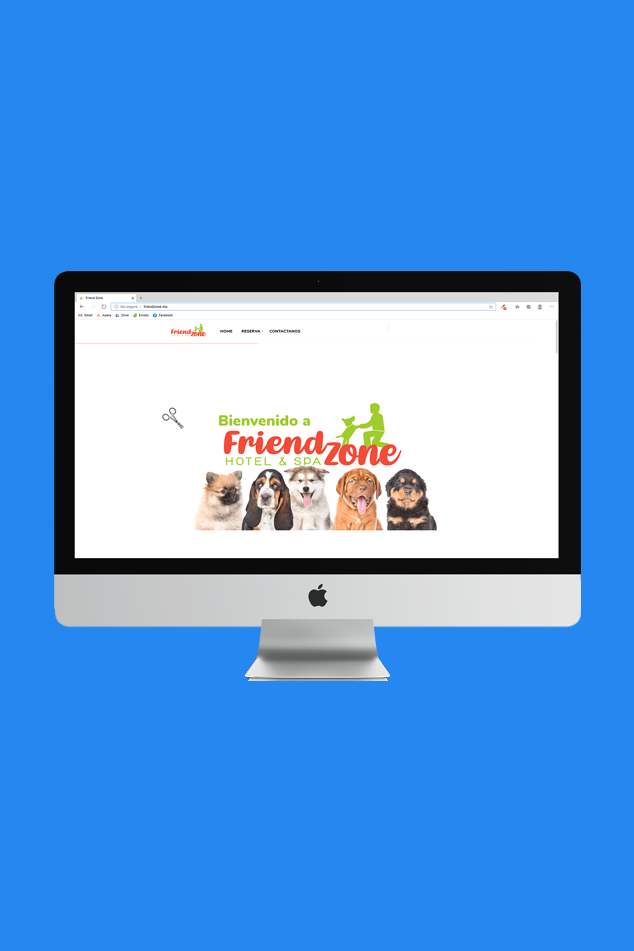 Friend Zone
No seguro friendzone.mx
Gmail Asana Drive Envato Facebook
Friend zone
HOME RESERVA CONTACTANOS
Bienvenido a
Friend zone
HOTEL & SPA